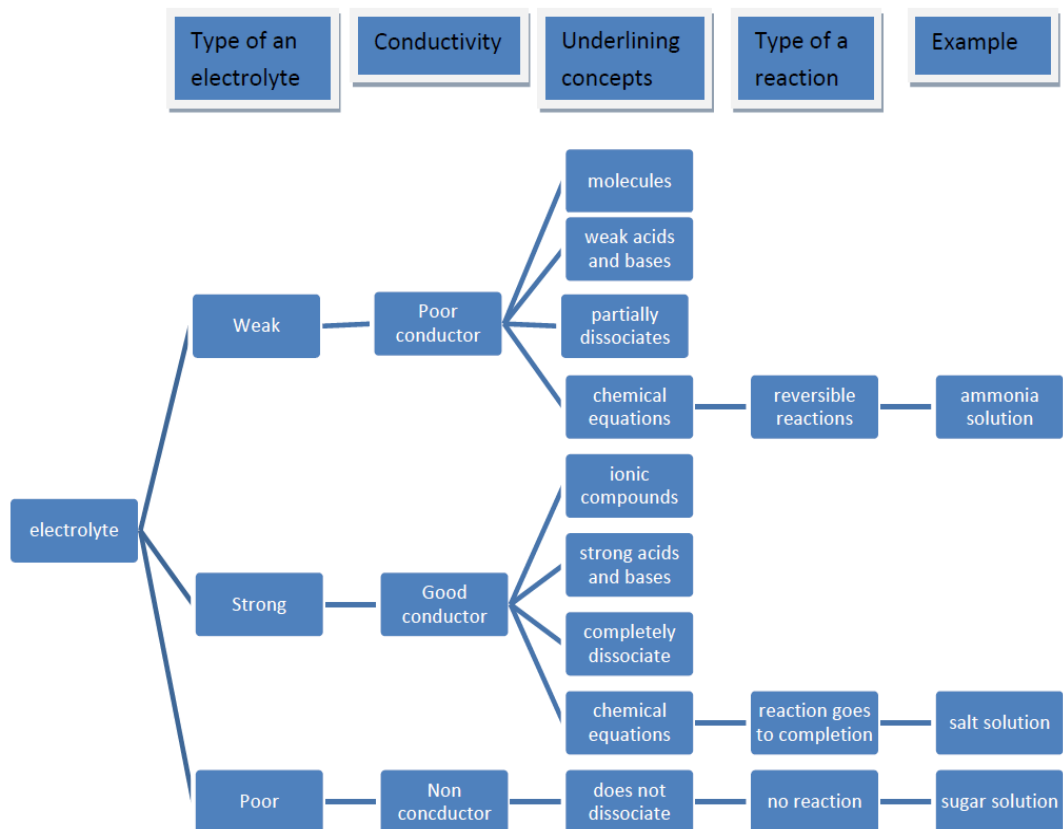 Type of an
electrolyte
Conductivity
Underlining
concepts
Type of a
reaction
Example
molecules
weak acids
and bases
Weak
Poor
conductor
partially
dissociates
chemical
equations
reversible
reactions
ammonia
solution
electrolyte
ionic
compounds
strong acids
and bases
Strong
Good
conductor
completely
dissociate
chemical
equations
reaction goes
to completion
salt solution
Poor
Non
concductor
does not
dissociate
no reaction
sugar solution